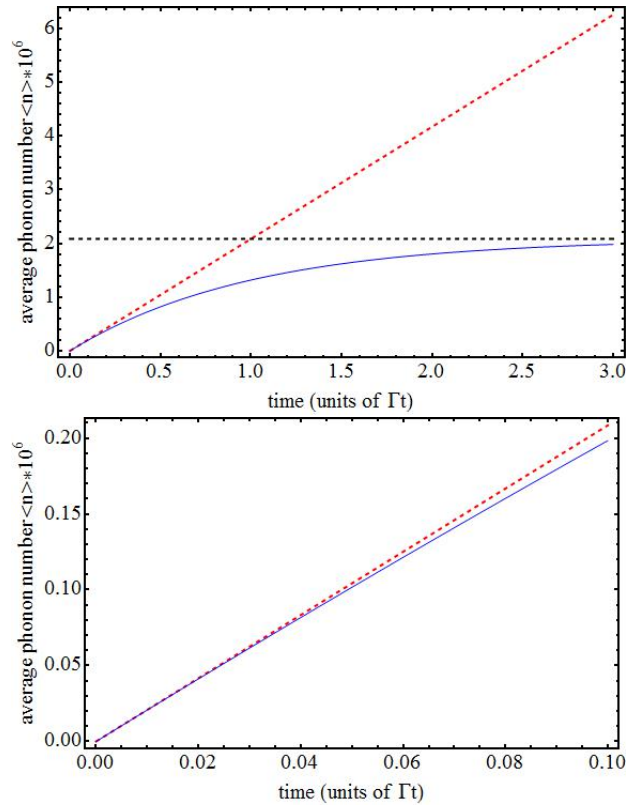 average phonon number<n>*10^6
6
5
4
3
2
1
0
0.0 0.5 1.0 1.5 2.0 2.5 3.0
time (units of Γt)
average phonon number<n>*10^6
0.20
0.15
0.10
0.05
0.00
0.00 0.02 0.04 0.06 0.08 0.10
time (units of Γt)